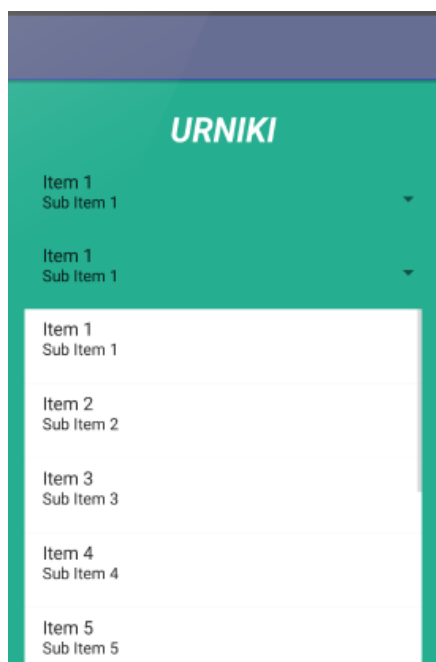 URNIKI
Item 1
Sub Item 1
Item 1
Sub Item 1
Item 1
Sub Item 1
Item 2
Sub Item 2
Item 3
Sub Item 3
Item 4
Sub Item 4
Item 5
Sub Item 5